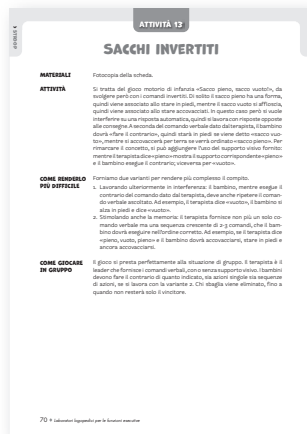 ATTIVITÀ 13
SACCHI INVERTITI
MATERIALI
Fotocopia della scheda.
ATTIVITÀ
Si tratta del gioco motorio di infanzia «Sacco pieno, sacco vuoto!», da
svolgere però con i comandi invertiti. Di solito il sacco pieno ha una forma,
quindi viene associato allo stare in piedi, mentre il sacco vuoto si affloscia,
quindi viene associato allo stare accovacciati. In questo caso però si vuole
interferire su una risposta automatica, quindi si lavora con risposte opposte
alle consegne. A seconda del comando verbale dato dal terapista, il bambino
dovrà «fare il contrario», quindi starà in piedi se viene detto «sacco vuo-
to», mentre si accovaccerà per terra se verrà ordinato «sacco pieno». Per
rimarcare il concetto, si può aggiungere l'uso del supporto visivo fornito:
mentre il terapista dice «pieno» mostra il supporto corrispondente «pieno»
e il bambino esegue il contrario; viceversa per «vuoto».
COME RENDERLO
PIÙ DIFFICILE
Forniamo due varianti per rendere più complesso il compito.
1. Lavorando ulteriormente in interferenza: il bambino, mentre esegue il
contrario del comando dato dal terapista, deve anche ripetere il coman-
do verbale ascoltato. Ad esempio, il terapista dice «vuoto», il bambino si
alza in piedi e dice «vuoto».
2. Stimolando anche la memoria: il terapista fornisce non più un solo co-
mando verbale ma una sequenza crescente di 2-3 comandi, che il bam-
bino dovrà eseguire nell'ordine corretto. Ad esempio, se il terapista dice
«pieno, vuoto, pieno» e il bambino dovrà accovacciarsi, stare in piedi e
ancora accovacciarsi.
COME GIOCARE
IN GRUPPO
Il gioco si presta perfettamente alla situazione di gruppo. Il terapista è il
leader che fornisce i comandi verbali, con o senza supporto visivo. I bambini
devono fare il contrario di quanto indicato, sia azioni singole sia sequenze
di azioni, se si lavora con la variante 2. Chi sbaglia viene eliminato, fino a
quando non resterà solo il vincitore.
70 + Laboratori logopedici per le funzioni esecutive